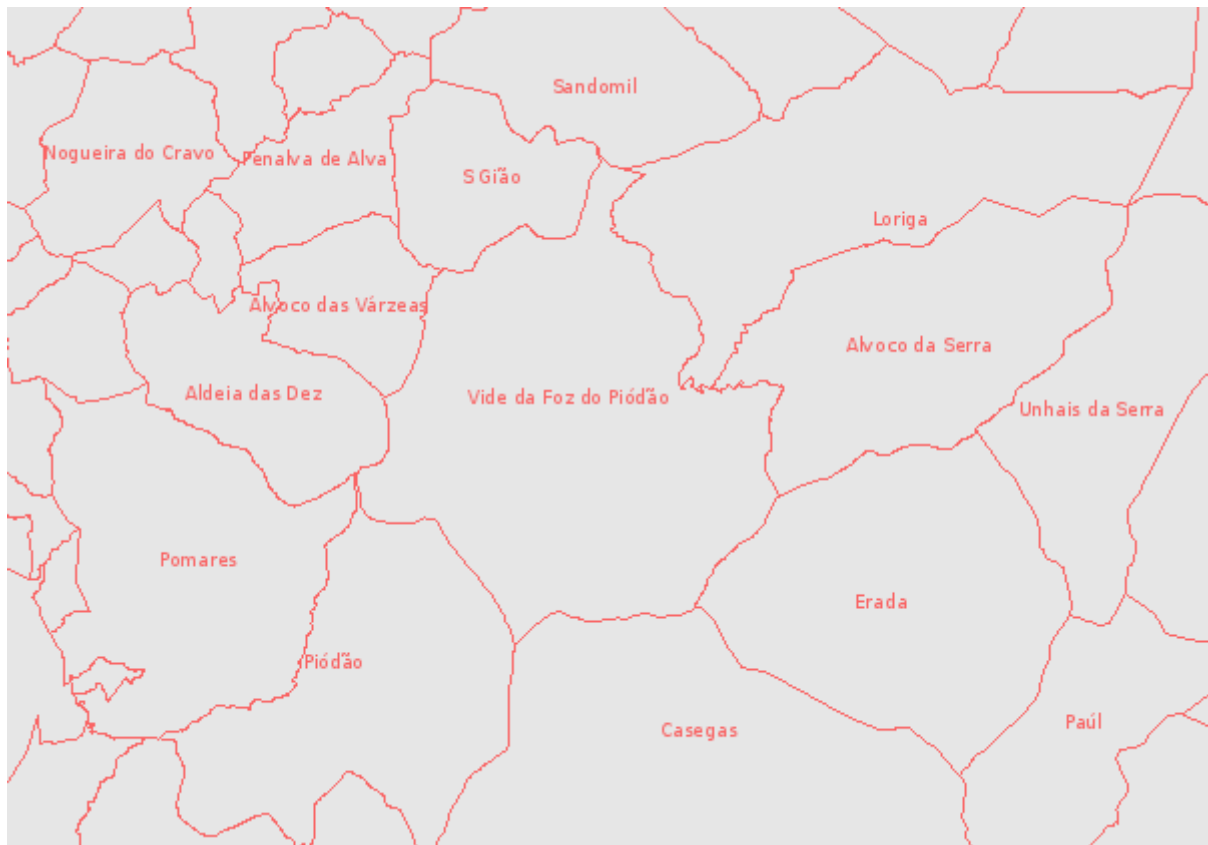 Sandomil
Nogueira do Cravo
Penalva de Alva
S Gião
Loriga
Alvoco das Várzeas
Alvoco da Serra
Aldeia das Dez
Vide da Foz do Piódão
Unhais da Serra
Pomares
Erada
Piódão
Paúl
Casegas